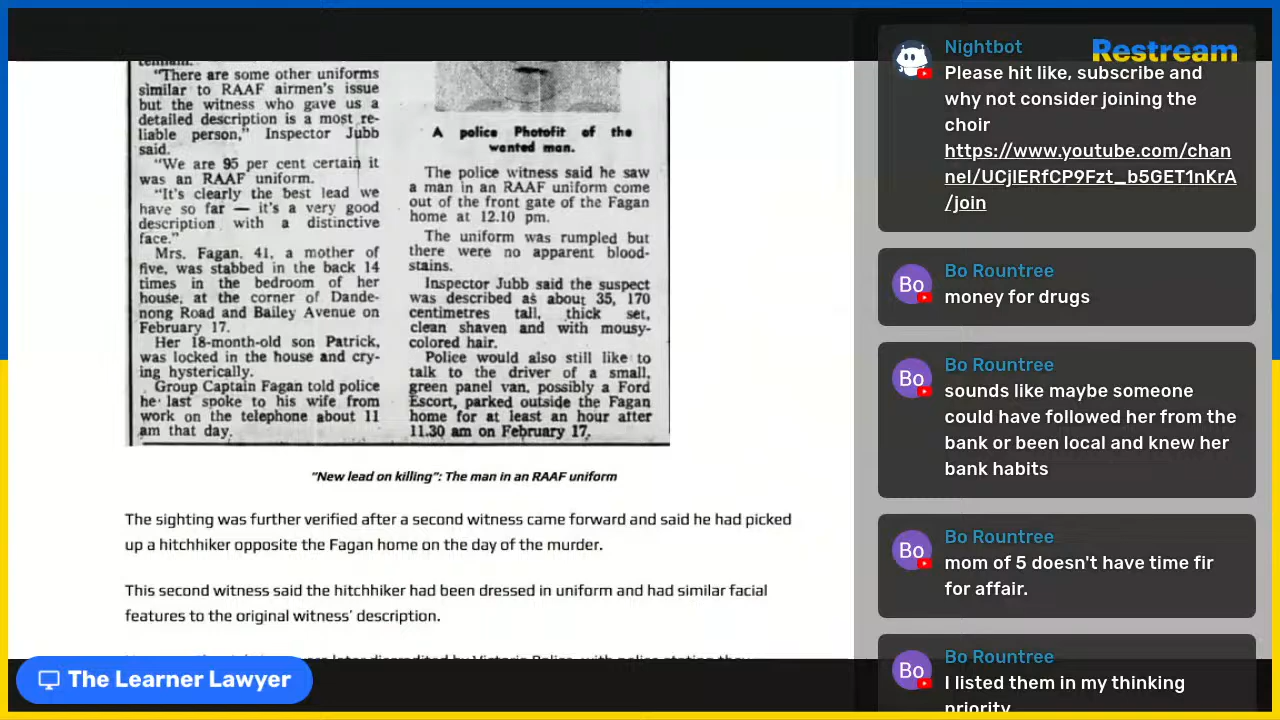 tennam.
"There are some other uniforms
similar to RAAF airmen's issue
but the witness who gave us a
detailed description is a most re-
liable person," Inspector Jubb
said.
"We are 95 per cent certain it
was an RAAF uniform.
"It's clearly the best lead we
have so far — it's a very good
description with a distinctive
face."
Mrs. Fagan, 41, a mother of
five, was stabbed in the back 14
times in the bedroom of her
house, at the corner of Dande-
nong Road and Bailey Avenue on
February 17.
Her 18-month-old son Patrick,
was locked in the house and cry-
ing hysterically.
Group Captain Fagan told police
he last spoke to his wife from
work on the telephone about 11
am that day.
A police Photofit of the
wanted man.
The police witness said he saw
a man in an RAAF uniform come
out of the front gate of the Fagan
home at 12.10 pm.
The uniform was rumpled but
there were no apparent blood-
stains.
Inspector Jubb said the suspect
was described as about 35, 170
centimetres tall, thick set,
clean shaven and with mousy-
colored hair.
Police would also still like to
talk to the driver of a small,
green panel van, possibly a Ford
Escort, parked outside the Fagan
home for at least an hour after
11.30 am on February 17.
"New lead on killing": The man in an RAAF uniform
The sighting was further verified after a second witness came forward and said he had picked
up a hitchhiker opposite the Fagan home on the day of the murder.
This second witness said the hitchhiker had been dressed in uniform and had similar facial
features to the original witness' description.
The Learner Lawyer
Restream
Nightbot
Please hit like, subscribe and
why not consider joining the
choir
https://www.youtube.com/chan
nel/UCjlERfCP9Fzt_b5GET1nKrA
/join
Bo
Bo Rountree
money for drugs
Bo
Bo Rountree
sounds like maybe someone
could have followed her from the
bank or been local and knew her
bank habits
Bo
Bo Rountree
mom of 5 doesn't have time fir
for affair.
Bo
Bo Rountree
I listed them in my thinking
priority